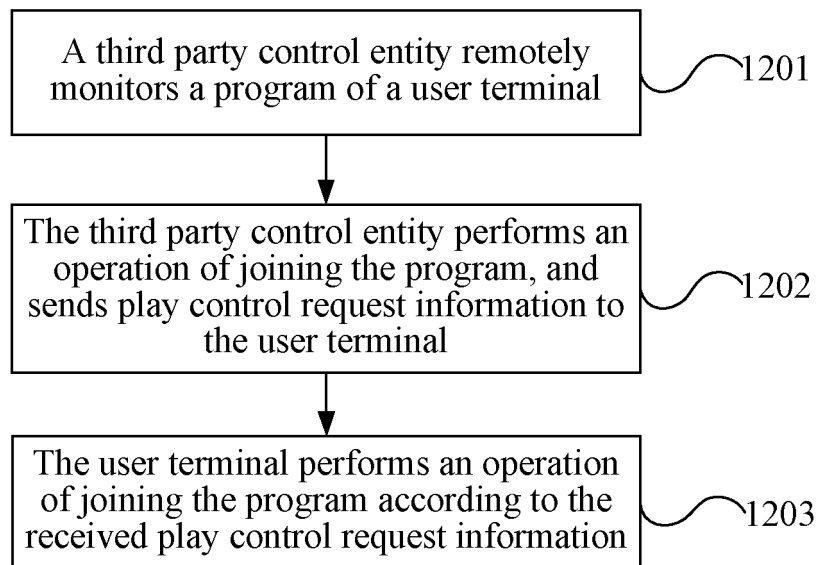 A third party control entity remotely
monitors a program of a user terminal
1201
The third party control entity performs an
operation of joining the program, and
sends play control request information to
the user terminal
1202
The user terminal performs an operation
of joining the program according to the
received play control request information
1203